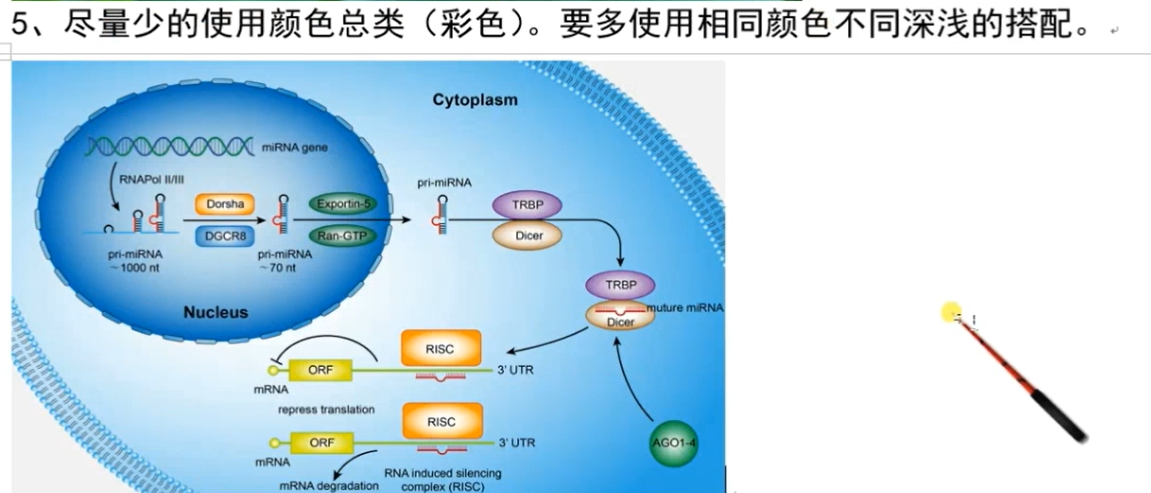 5、尽量少的使用颜色总类（彩色）。要多使用相同颜色不同深浅的搭配。
Cytoplasm
miRNA gene
RNAPol II/III
pri-miRNA
Dorsha
Exportin-5
TRBP
DGCR8
Ran-GTP
Dicer
pri-miRNA
~1000 nt
pri-miRNA
~70 nt
TRBP
muture miRNA
Dicer
Nucleus
RISC
ORF
3' UTR
mRNA
repress translation
RISC
ORF
3' UTR
AGO1-4
mRNA
mRNA degradation
RNA induced silencing
complex (RISC)